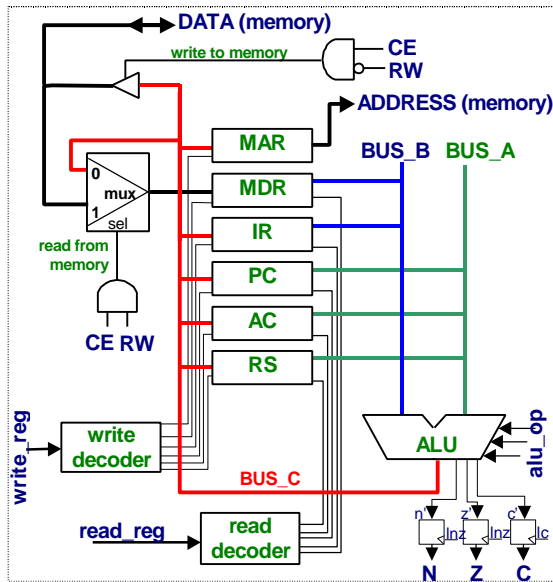 DATA (memory)
write to memory
CE
RW
ADDRESS (memory)
BUS_B
BUS_A
MAR
MDR
IR
PC
AC
RS
0
mux
1
sel
read from
memory
CE RW
write_reg
write
decoder
BUS_C
read_reg
read
decoder
ALU
alu_op
n' z' c'
lnz lnz lc
N Z C